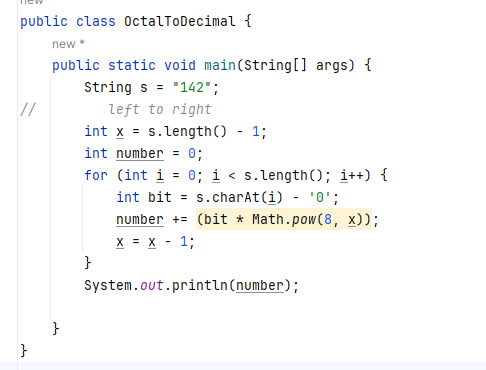 new *
public class OctalToDecimal {
new *
public static void main(String[] args) {
String s = "142";
// left to right
int x = s.length() - 1;
int number = 0;
for (int i = 0; i < s.length(); i++) {
int bit = s.charAt(i) - '0';
number += (bit * Math.pow(8, x));
x = x - 1;
}
System.out.println(number);
}
}